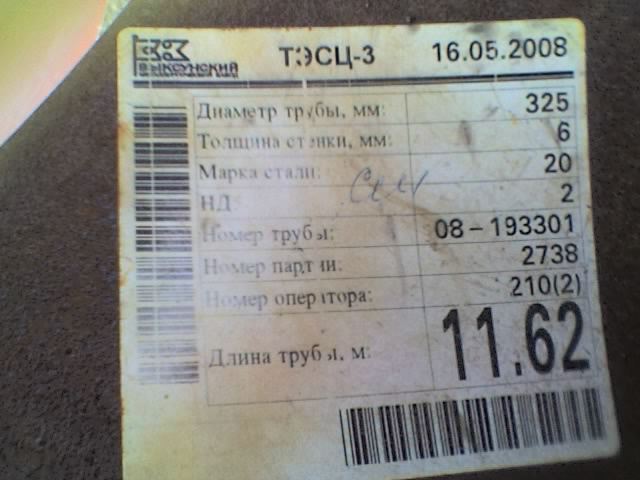 ВЫКСУНСКИЙ ТЭСЦ-3 16.05.2008
Диаметр трубы, мм: 325
Толщина стенки, мм: 6
Марка стали: 20
НД: 2
Номер трубы: 08-193301
Номер партии: 2738
Номер оператора: 210(2)
Длина трубы, м: 11.62